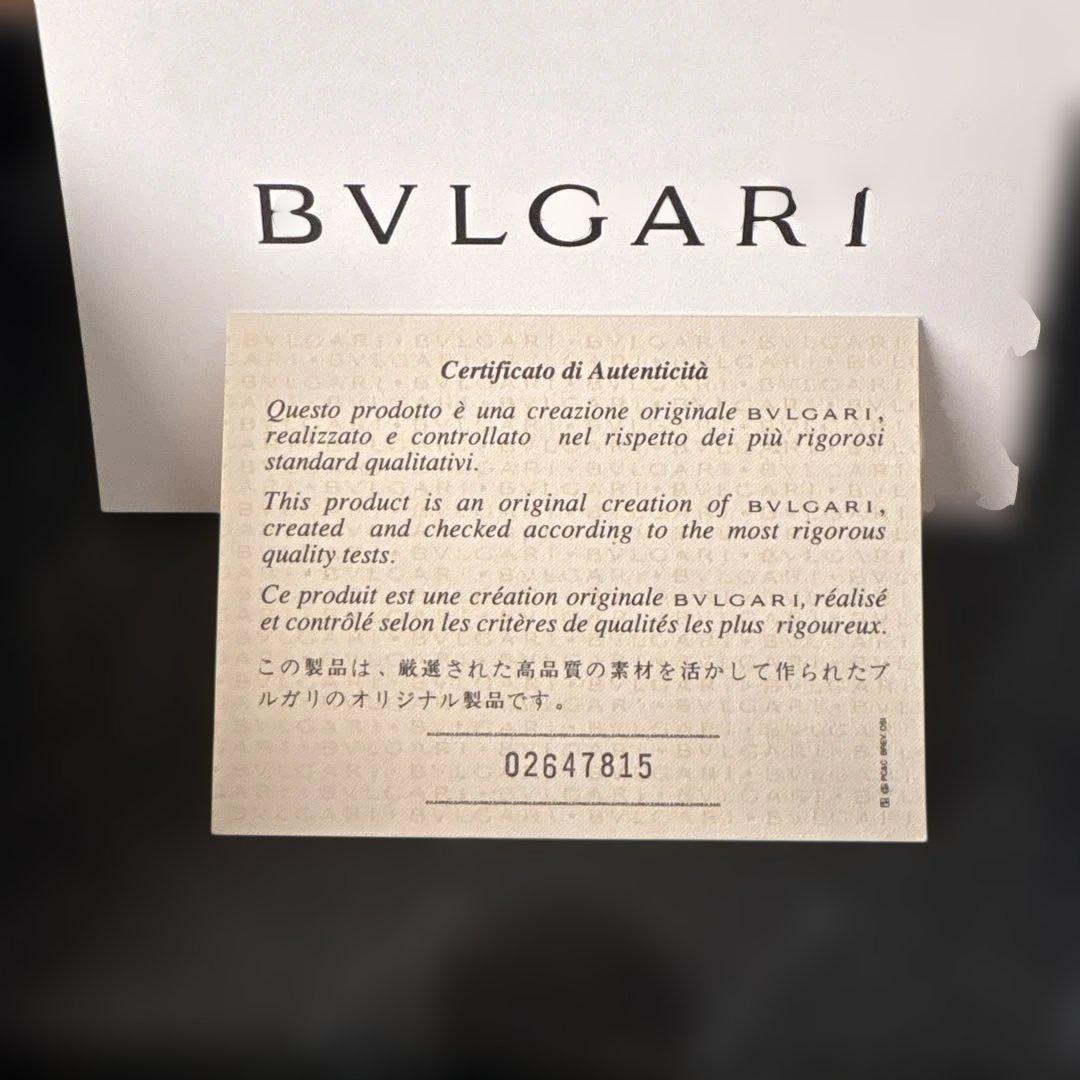 BVLGARI
Certificato di Autenticità
Questo prodotto è una creazione originale BVLGARI,
realizzato e controllato nel rispetto dei più rigorosi
standard qualitativi.
This product is an original creation of BVLGARI,
created and checked according to the most rigorous
quality tests.
Ce produit est une création originale BVLGARI, réalisé
et contrôlé selon les critères de qualités les plus rigoureux.
この製品は、厳選された高品質の素材を活かして作られたブ
ルガリのオリジナル製品です。
02647815